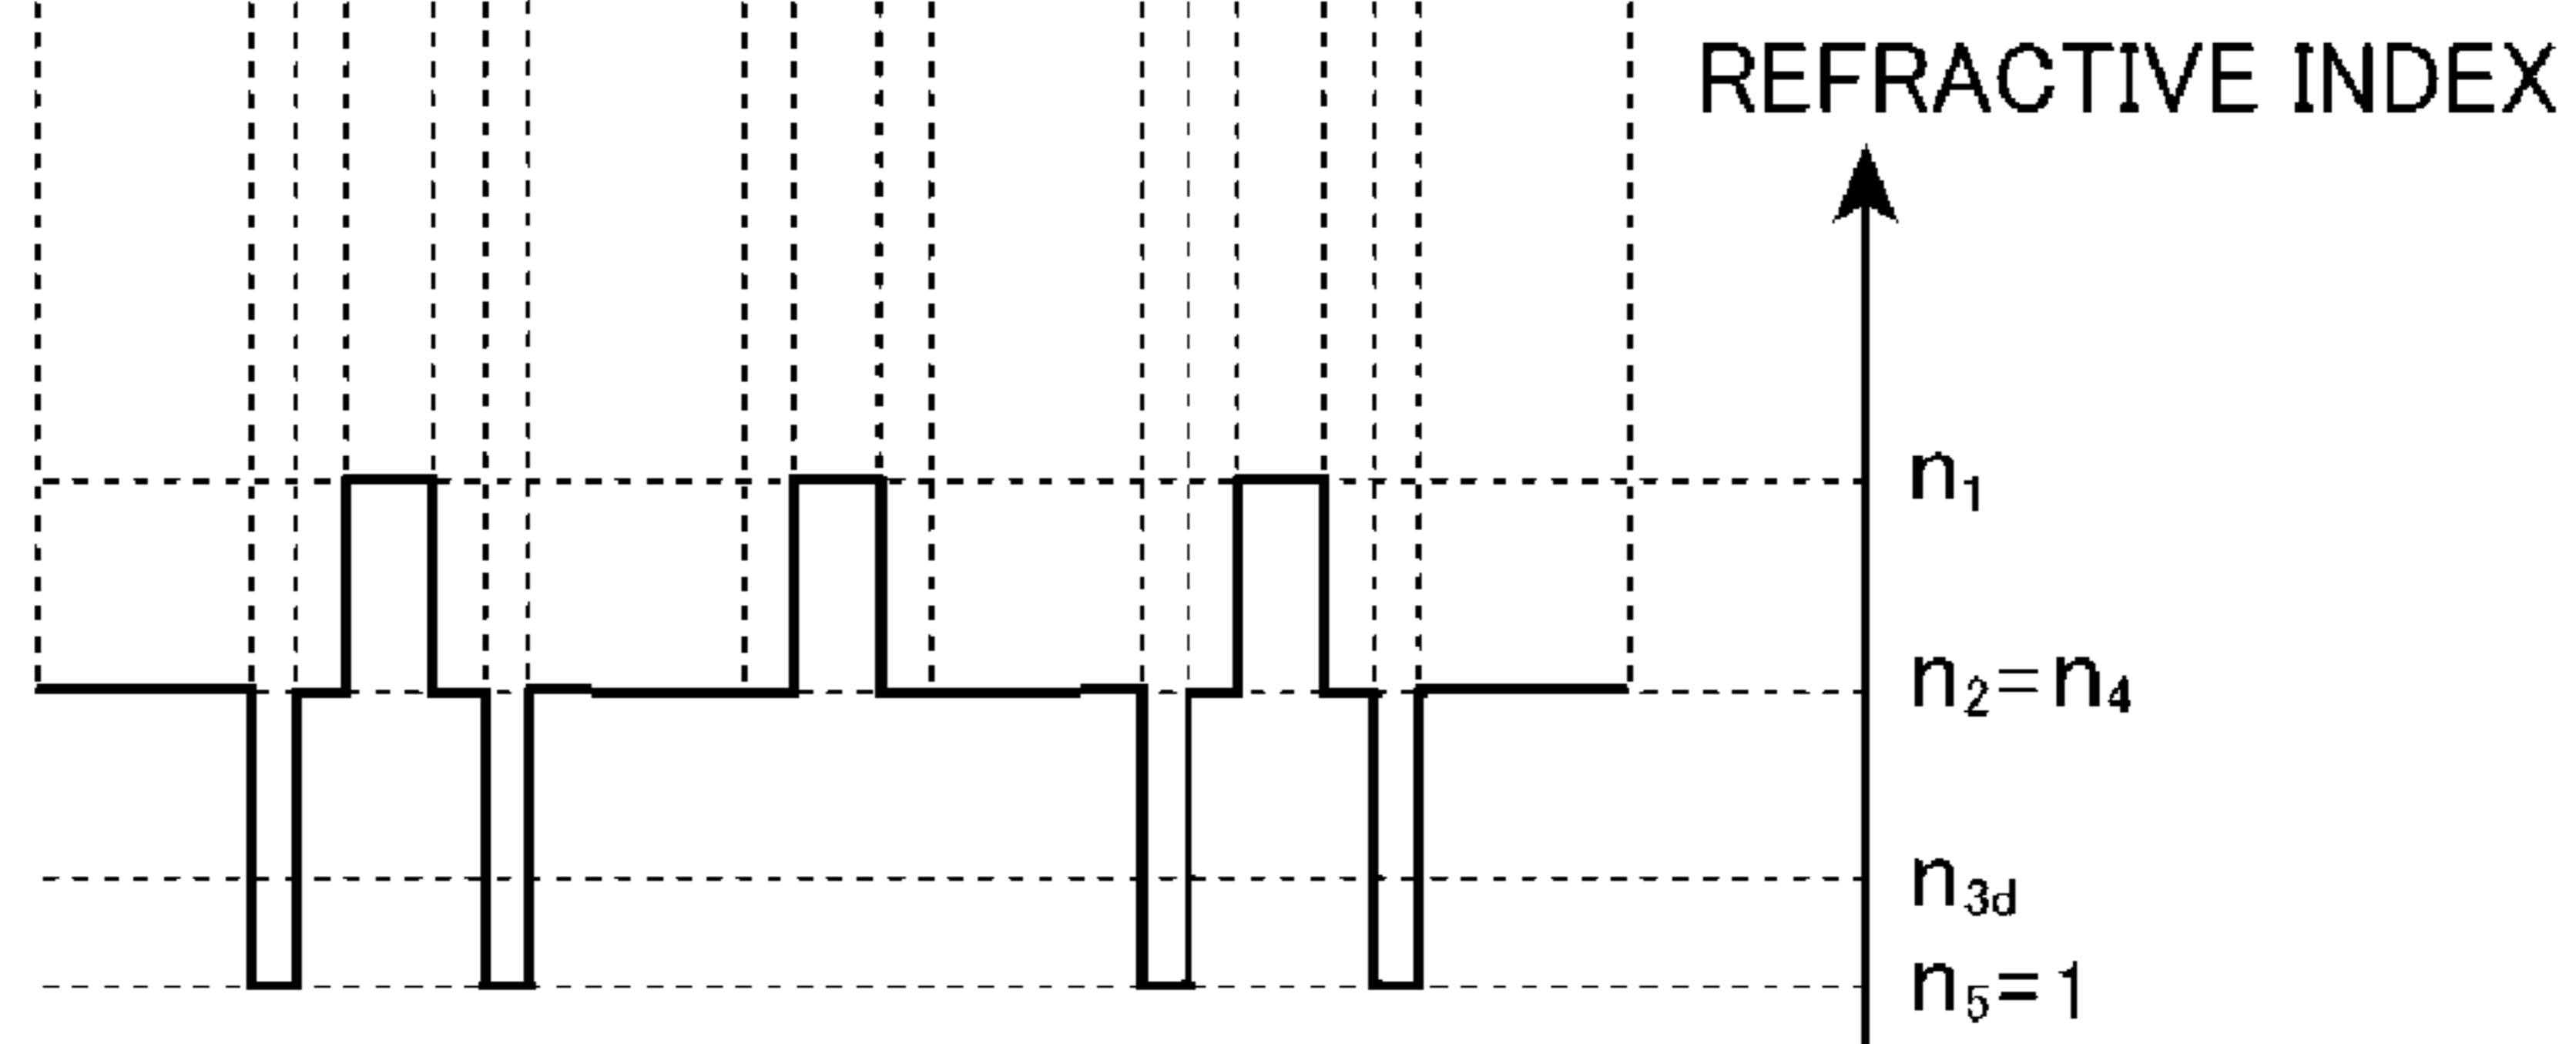 REFRACTIVE INDEX
n₁
n₂=n₄
n₃d
n₅=1